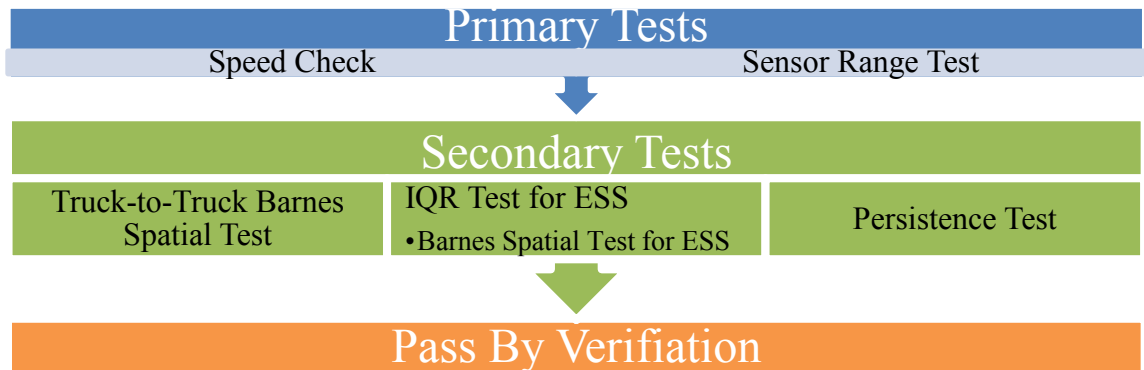 Primary Tests
Speed Check Sensor Range Test
Secondary Tests
Truck-to-Truck Barnes
Spatial Test
IQR Test for ESS
•Barnes Spatial Test for ESS
Persistence Test
Pass By Verifiation